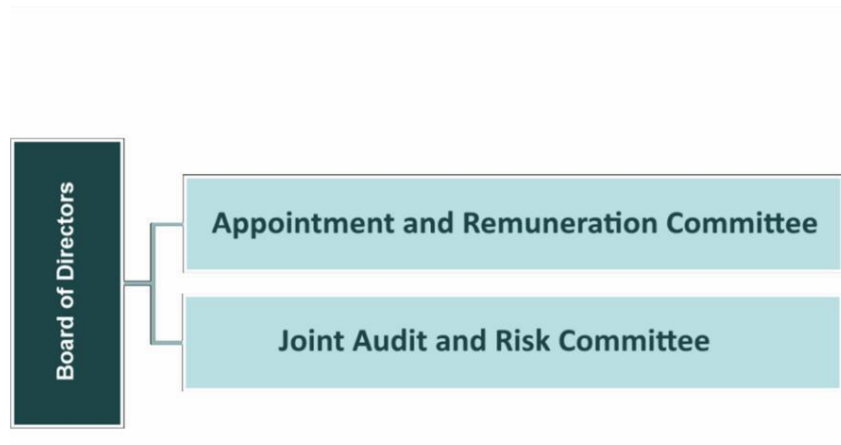 Board of Directors
Appointment and Remuneration Committee
Joint Audit and Risk Committee